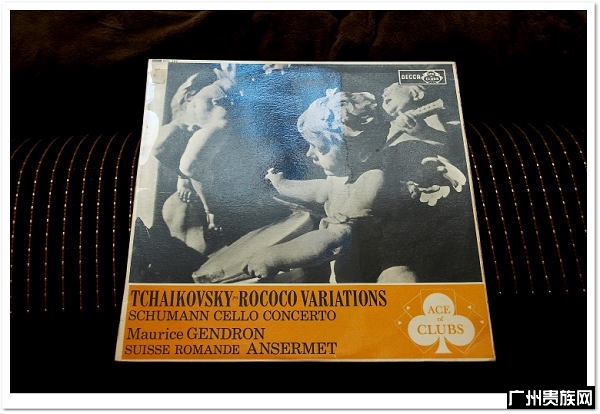 DECCA
TCHAIKOVSKY-ROCOCO VARIATIONS
SCHUMANN CELLO CONCERTO
Maurice GENDRON
SUISSE ROMANDE ANSERMET
ACE
of
CLUBS
广州贵族网